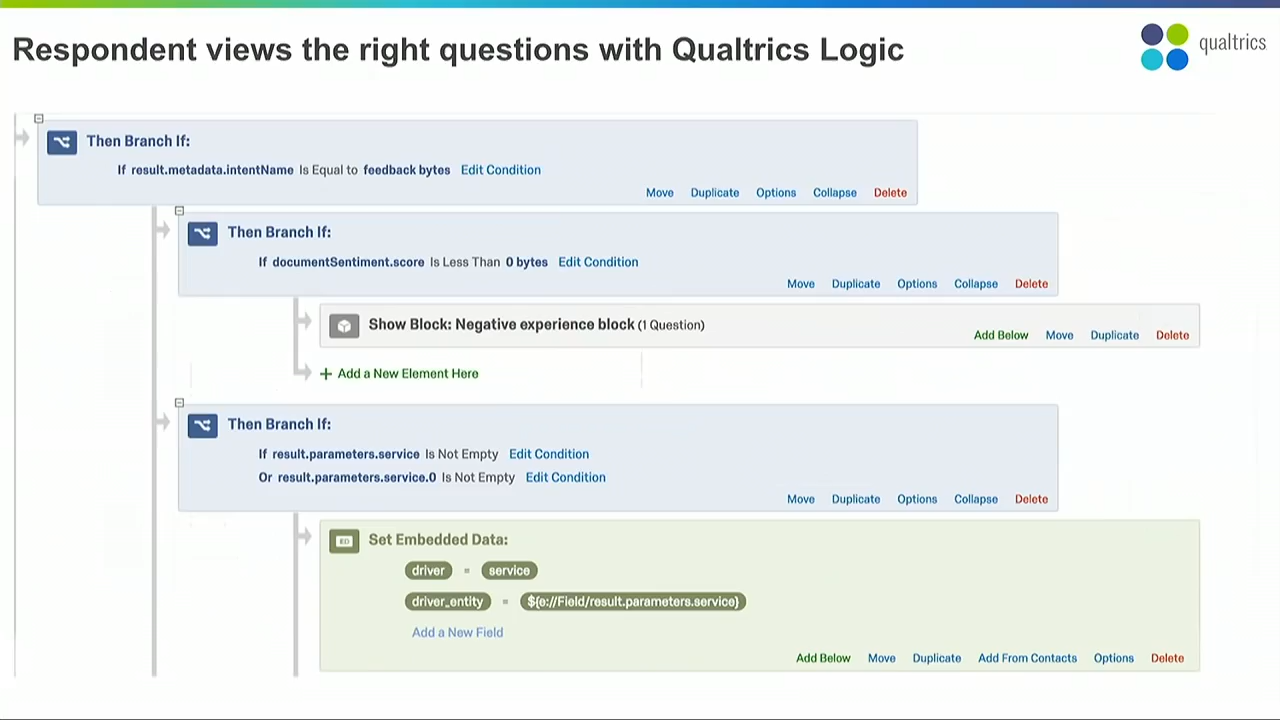 Respondent views the right questions with Qualtrics Logic
qualtrics
Then Branch If:
If result.metadata.intentName Is Equal to feedback bytes Edit Condition
Move Duplicate Options Collapse Delete
Then Branch If:
If documentSentiment.score Is Less Than 0 bytes Edit Condition
Move Duplicate Options Collapse Delete
Show Block: Negative experience block (1 Question)
Add Below Move Duplicate Delete
+ Add a New Element Here
Then Branch If:
If result.parameters.service Is Not Empty Edit Condition
Or result.parameters.service.0 Is Not Empty Edit Condition
Move Duplicate Options Collapse Delete
ED
Set Embedded Data:
driver = service
driver_entity = ${e://Field/result.parameters.service}
Add a New Field
Add Below Move Duplicate Add From Contacts Options Delete